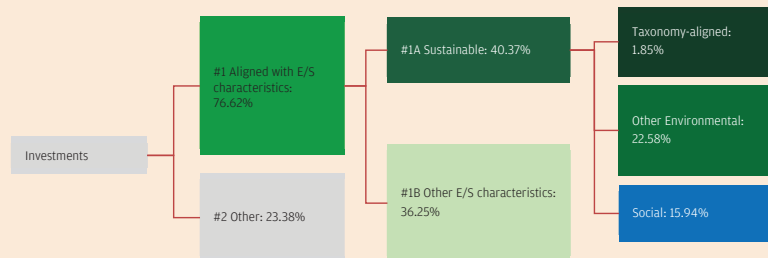 Investments
#1 Aligned with E/S
characteristics:
76.62%
#2 Other: 23.38%
#1A Sustainable: 40.37%
#1B Other E/S characteristics:
36.25%
Taxonomy-aligned:
1.85%
Other Environmental:
22.58%
Social: 15.94%